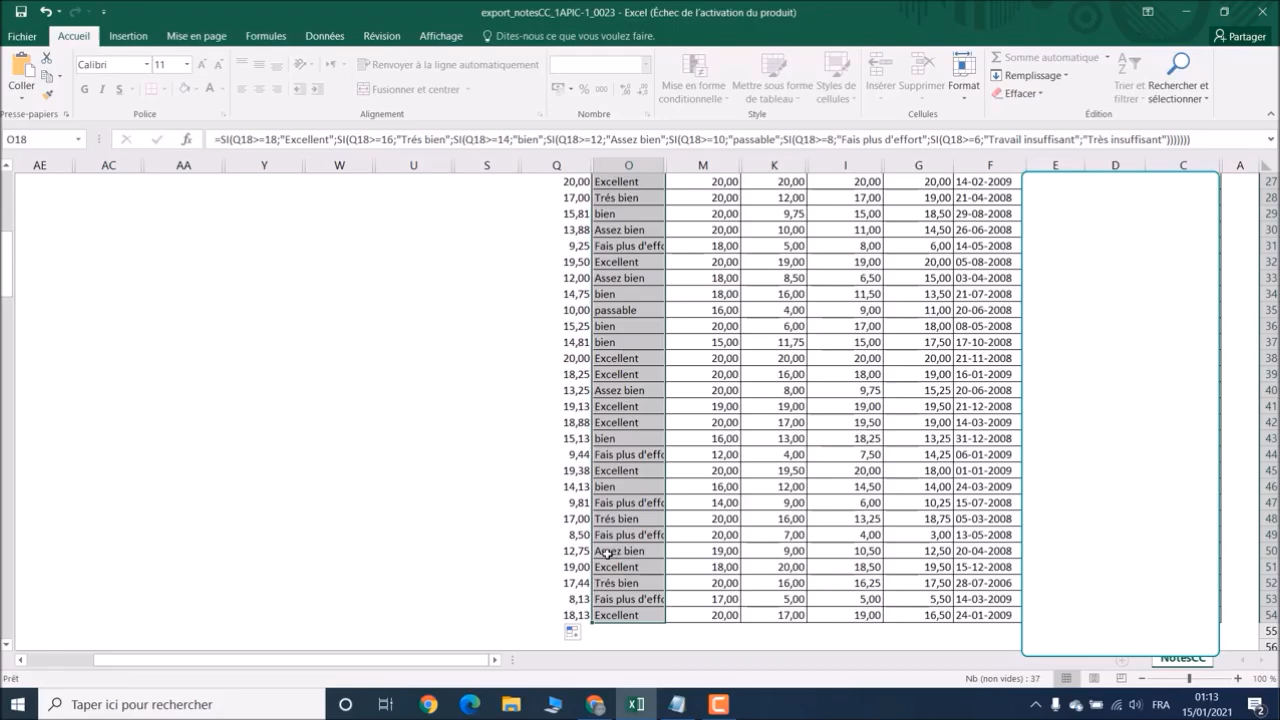 export_notesCC_1APIC-1_0023 - Excel (Échec de l'activation du produit)
Fichier Accueil Insertion Mise en page Formules Données Révision Affichage Dites-nous ce que vous voulez faire. Partager
Calibri 11 Renvoyer à la ligne automatiquement Somme automatique
Coller Mise en forme conditionnelle Mettre sous forme de tableau Styles de cellules Insérer Supprimer Format Remplissage Trier et filtrer Rechercher et sélectionner
G S Fusionner et centrer % 000 Effacer
Presse-papiers Police Alignement Nombre Style Cellules Édition
O18 =SI(Q18>=18;"Excellent";SI(Q18>=16;"Trés bien";SI(Q18>=14;"bien";SI(Q18>=12;"Assez bien";SI(Q18>=10;"passable";SI(Q18>=8;"Fais plus d'effort";SI(Q18>=6;"Travail insuffisant";"Très insuffisant")))))))
AE AC AA Y W U S Q O M K I G F E D C A
20,00 Excellent 20,00 20,00 20,00 20,00 14-02-2009 27
17,00 Trés bien 20,00 12,00 17,00 19,00 21-04-2008 28
15,81 bien 20,00 9,75 15,00 18,50 29-08-2008 29
13,88 Assez bien 20,00 10,00 11,00 14,50 26-06-2008 30
9,25 Fais plus d'effo 18,00 5,00 8,00 6,00 14-05-2008 31
19,50 Excellent 20,00 19,00 19,00 20,00 05-08-2008 32
12,00 Assez bien 18,00 8,50 6,50 15,00 03-04-2008 33
14,75 bien 18,00 16,00 11,50 13,50 21-07-2008 34
10,00 passable 16,00 4,00 9,00 11,00 20-06-2008 35
15,25 bien 20,00 6,00 17,00 18,00 08-05-2008 36
14,81 bien 15,00 11,75 15,00 17,50 17-10-2008 37
20,00 Excellent 20,00 20,00 20,00 20,00 21-11-2008 38
18,25 Excellent 20,00 16,00 18,00 19,00 16-01-2009 39
13,25 Assez bien 20,00 8,00 9,75 15,25 20-06-2008 40
19,13 Excellent 19,00 19,00 19,00 19,50 21-12-2008 41
18,88 Excellent 20,00 17,00 19,50 19,00 14-03-2009 42
15,13 bien 16,00 13,00 18,25 13,25 31-12-2008 43
9,44 Fais plus d'effo 12,00 4,00 7,50 14,25 06-01-2009 44
19,38 Excellent 20,00 19,50 20,00 18,00 01-01-2009 45
14,13 bien 16,00 12,00 14,50 14,00 24-03-2009 46
9,81 Fais plus d'effo 14,00 9,00 6,00 10,25 15-07-2008 47
17,00 Trés bien 20,00 16,00 13,25 18,75 05-03-2008 48
8,50 Fais plus d'effo 20,00 7,00 4,00 3,00 13-05-2008 49
12,75 Assez bien 19,00 9,00 10,50 12,50 20-04-2008 50
19,00 Excellent 18,00 20,00 18,50 19,50 15-12-2008 51
17,44 Trés bien 20,00 16,00 16,25 17,50 28-07-2006 52
8,13 Fais plus d'effo 17,00 5,00 5,00 5,50 14-03-2009 53
18,13 Excellent 20,00 17,00 19,00 16,50 24-01-2009 54
55
56
NotesCC
Prêt Nb (non vides) : 37 100 %
Taper ici pour rechercher FRA 01:13
15/01/2021 2